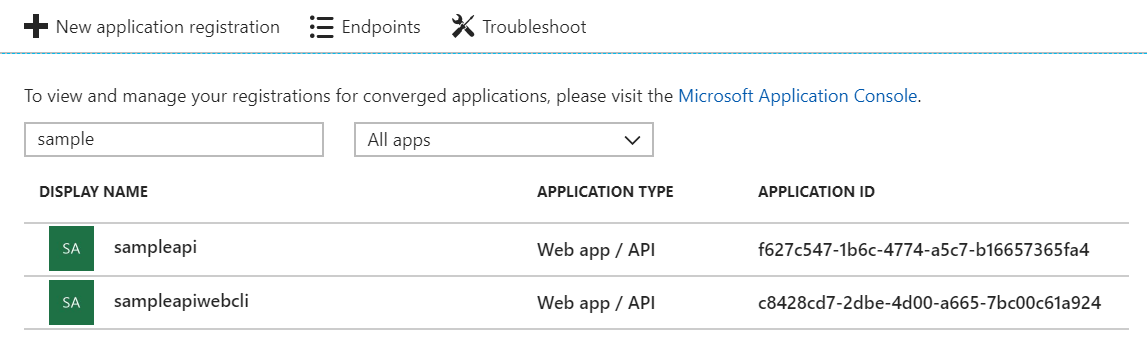 New application registration Endpoints Troubleshoot
To view and manage your registrations for converged applications, please visit the Microsoft Application Console.
sample All apps
DISPLAY NAME APPLICATION TYPE APPLICATION ID
SA sampleapi Web app / API f627c547-1b6c-4774-a5c7-b16657365fa4
SA sampleapiwebcli Web app / API c8428cd7-2dbe-4d00-a665-7bc00c61a924